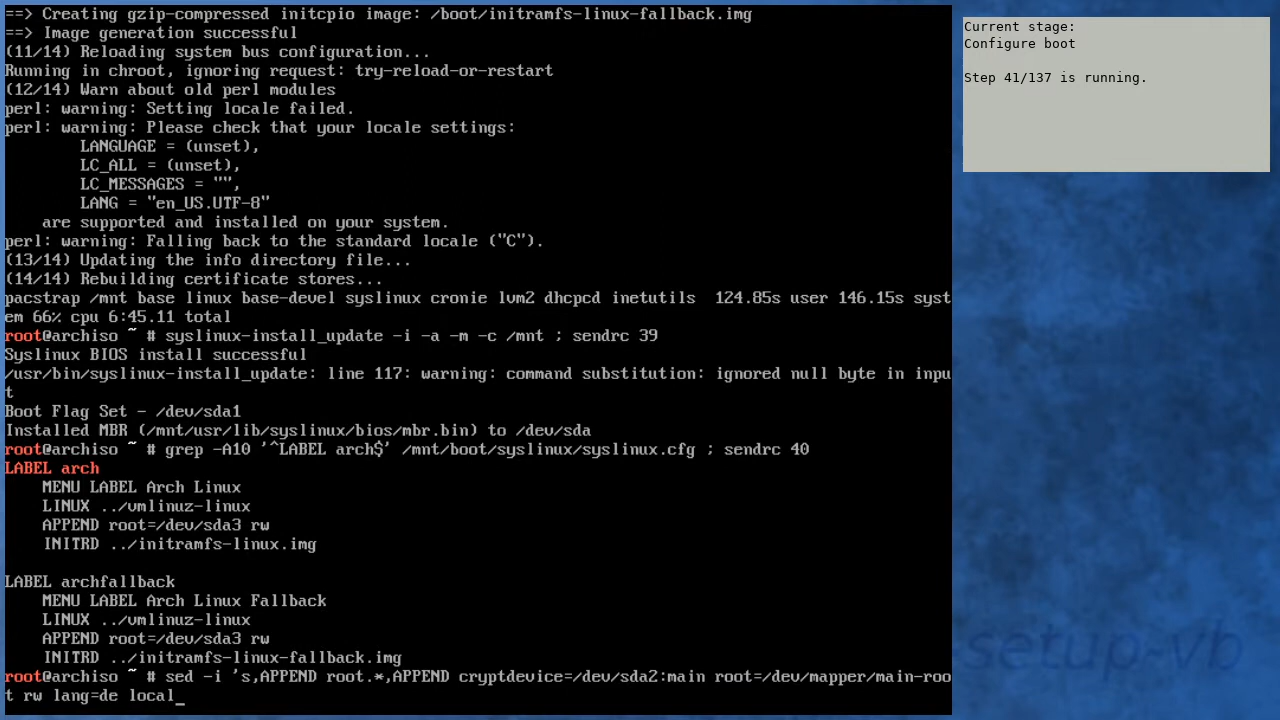 ==> Creating gzip-compressed initcpio image: /boot/initramfs-linux-fallback.img
==> Image generation successful
(11/14) Reloading system bus configuration...
Running in chroot, ignoring request: try-reload-or-restart
(12/14) Warn about old perl modules
perl: warning: Setting locale failed.
perl: warning: Please check that your locale settings:
        LANGUAGE = (unset),
        LC_ALL = (unset),
        LC_MESSAGES = "",
        LANG = "en_US.UTF-8"
    are supported and installed on your system.
perl: warning: Falling back to the standard locale ("C").
(13/14) Updating the info directory file...
(14/14) Rebuilding certificate stores...
pacstrap /mnt base linux base-devel syslinux cronie lvm2 dhcpcd inetutils  124.85s user 146.15s syst
em 66% cpu 6:45.11 total
root@archiso ~ # syslinux-install_update -i -a -m -c /mnt ; sendrc 39
Syslinux BIOS install successful
/usr/bin/syslinux-install_update: line 117: warning: command substitution: ignored null byte in inpu
t
Boot Flag Set - /dev/sda1
Installed MBR (/mnt/usr/lib/syslinux/bios/mbr.bin) to /dev/sda
root@archiso ~ # grep -A10 '^LABEL arch$' /mnt/boot/syslinux/syslinux.cfg ; sendrc 40
LABEL arch
    MENU LABEL Arch Linux
    LINUX ../vmlinuz-linux
    APPEND root=/dev/sda3 rw
    INITRD ../initramfs-linux.img

LABEL archfallback
    MENU LABEL Arch Linux Fallback
    LINUX ../vmlinuz-linux
    APPEND root=/dev/sda3 rw
    INITRD ../initramfs-linux-fallback.img
root@archiso ~ # sed -i 's,APPEND root.*,APPEND cryptdevice=/dev/sda2:main root=/dev/mapper/main-roo
t rw lang=de local_
Current stage:
Configure boot

Step 41/137 is running.
setup-vb